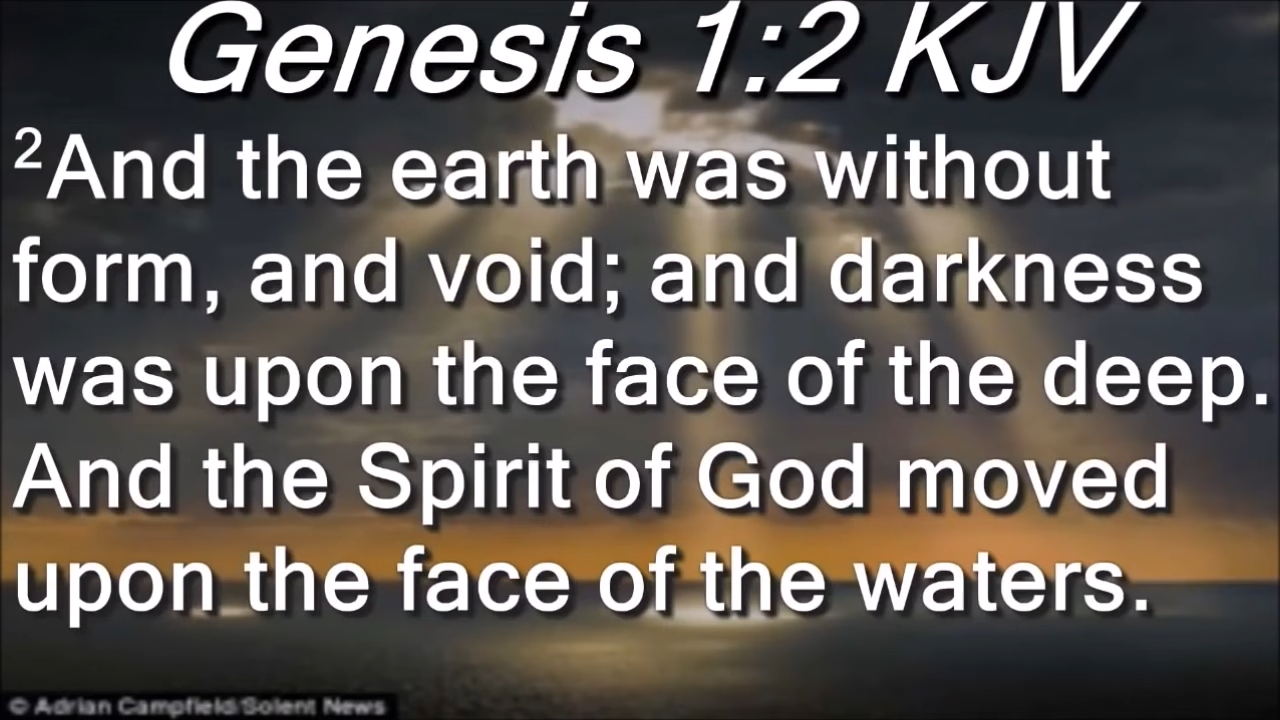 Genesis 1:2 KJV
²And the earth was without
form, and void; and darkness
was upon the face of the deep.
And the Spirit of God moved
upon the face of the waters.
© Adrian Campfield/Solent News